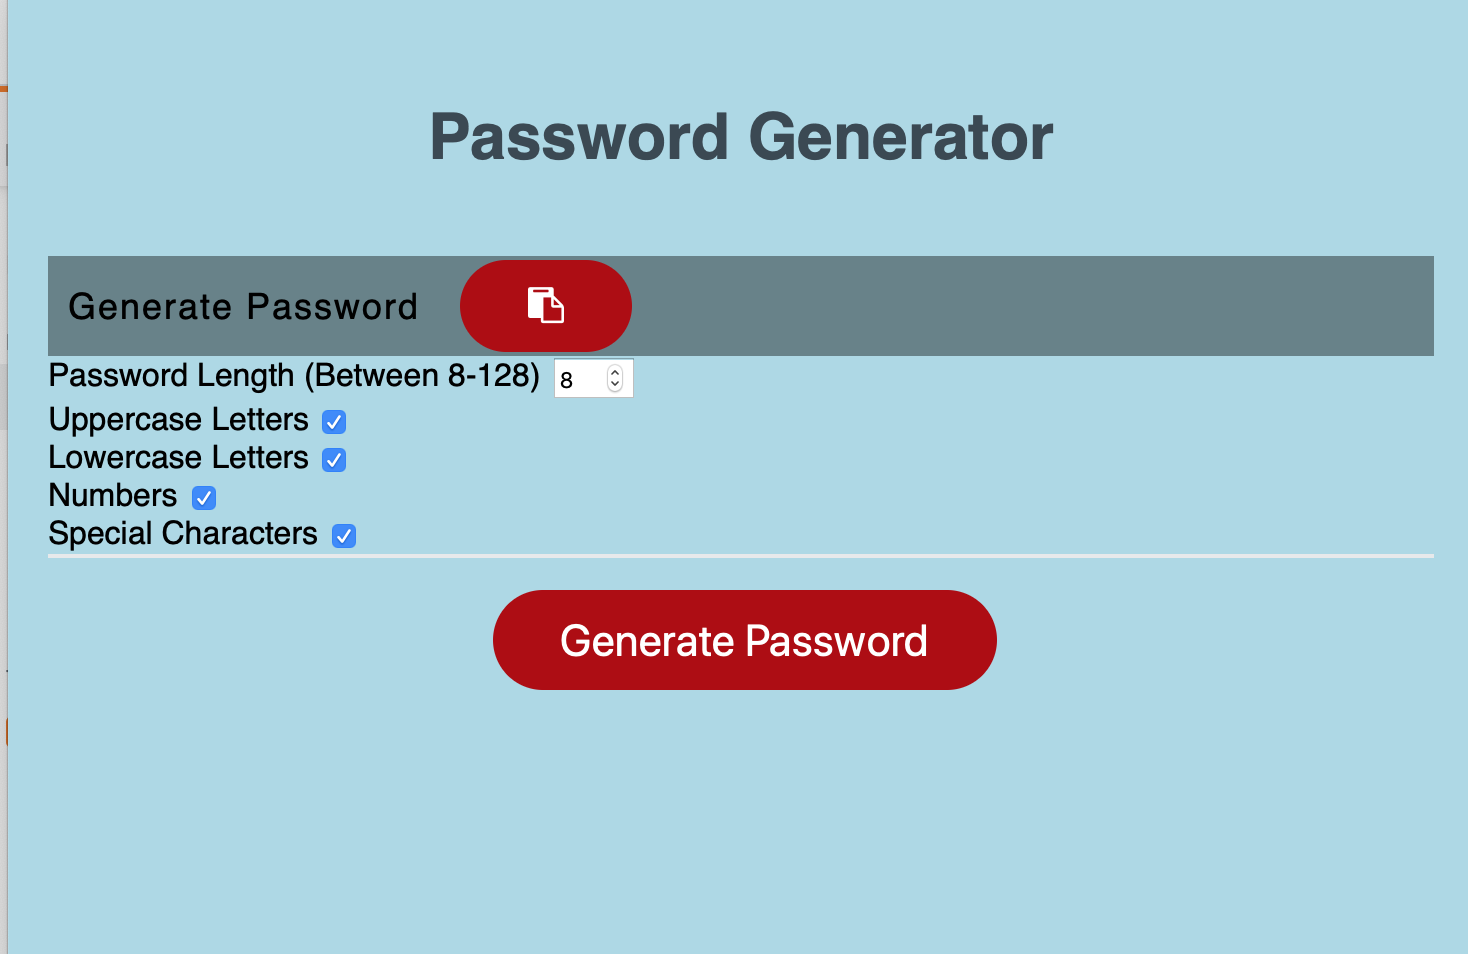 Password Generator
Generate Password
Password Length (Between 8-128) 8
Uppercase Letters
Lowercase Letters
Numbers
Special Characters
Generate Password